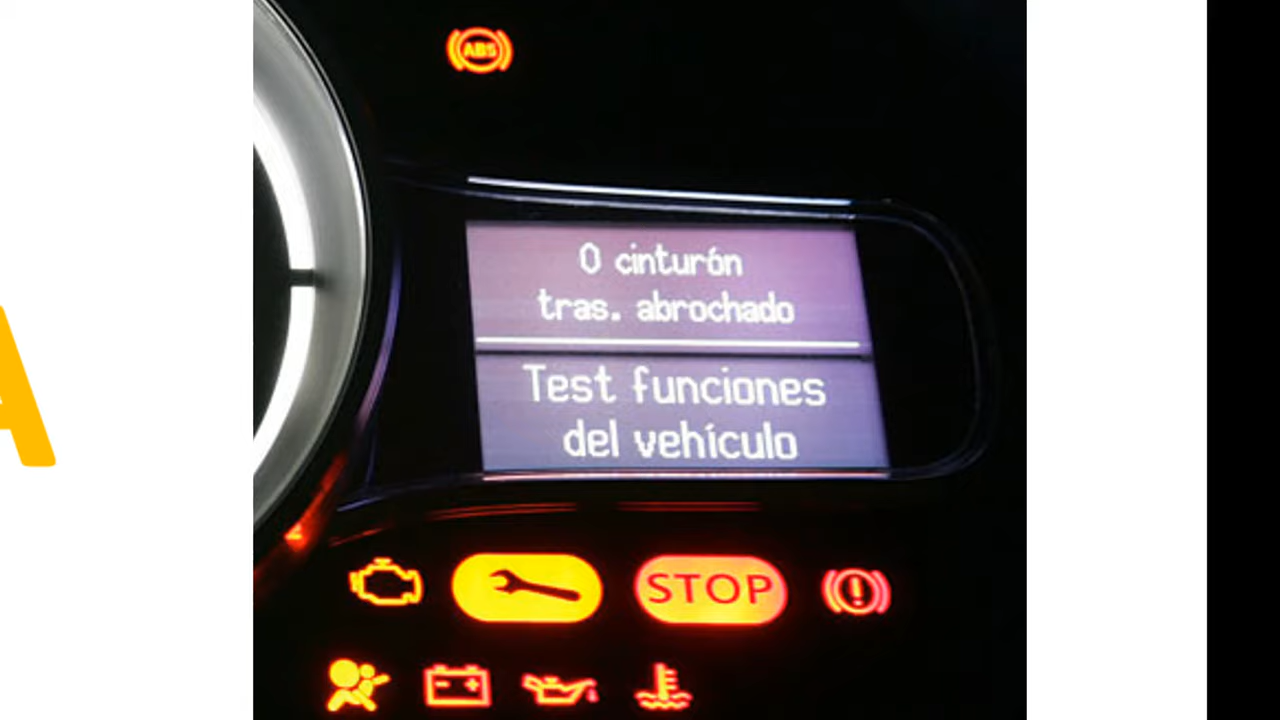 ABS
0 cinturón
tras. abrochado
Test funciones
del vehículo
STOP
A